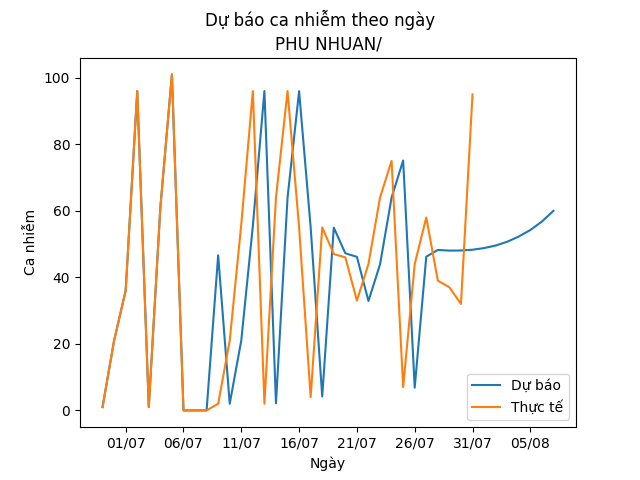 Dự báo ca nhiễm theo ngày
PHU NHUAN/
Ca nhiễm
100
80
60
40
20
0
01/07 06/07 11/07 16/07 21/07 26/07 31/07 05/08
Ngày
Dự báo
Thực tế